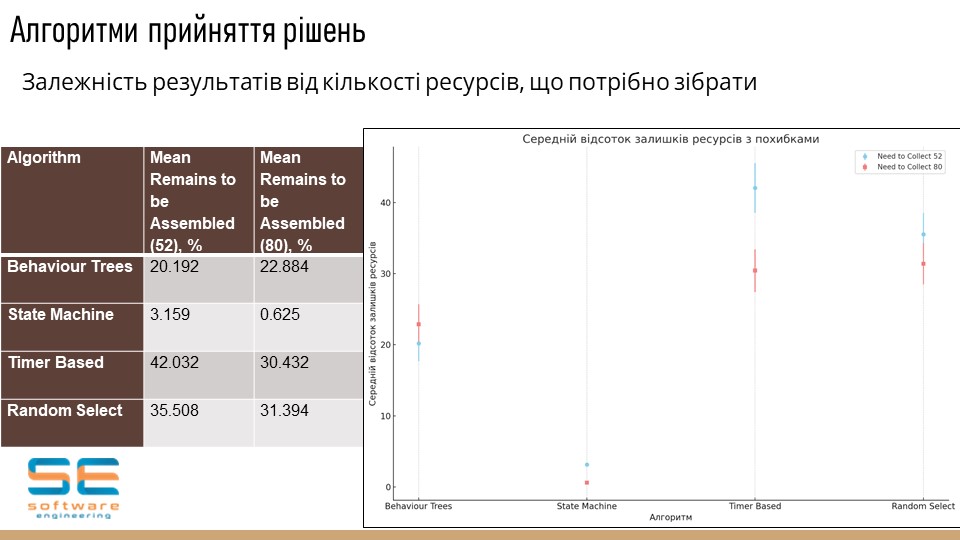 Алгоритми прийняття рішень
Залежність результатів від кількості ресурсів, що потрібно зібрати
Algorithm
Mean
Remains to
be
Assembled
(52), %
Mean
Remains to
be
Assembled
(80), %
Behaviour Trees 20.192 22.884
State Machine 3.159 0.625
Timer Based 42.032 30.432
Random Select 35.508 31.394
SE
software
engineering
Середній відсоток залишків ресурсів з похибками
Need to Collect 52
Need to Collect 80
Середній відсоток залишків ресурсів
40
30
20
10
0
Behaviour Trees State Machine Timer Based Random Select
Алгоритм